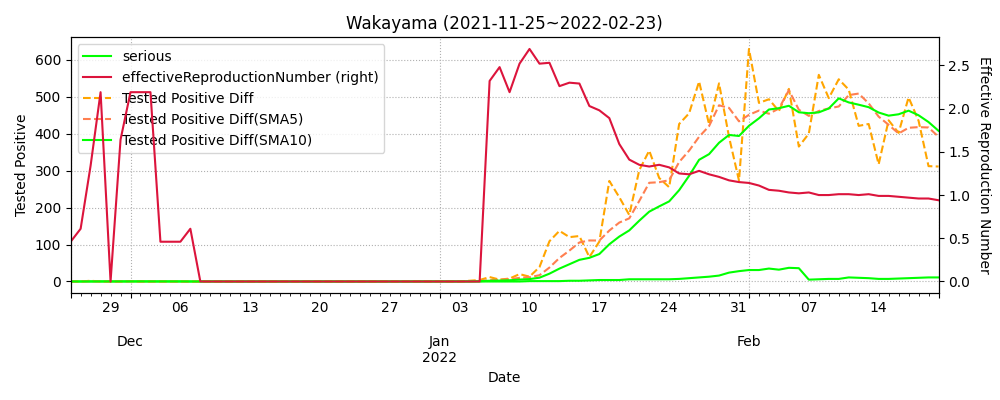 Wakayama (2021-11-25~2022-02-23)
serious
effectiveReproductionNumber (right)
Tested Positive Diff
Tested Positive Diff(SMA5)
Tested Positive Diff(SMA10)
Tested Positive
600
500
400
300
200
100
0
2.5
2.0
1.5
1.0
0.5
0.0
Effective Reproduction Number
29 06 13 20 27 03 10 17 24 31 07 14
Dec Jan Feb
2022
Date